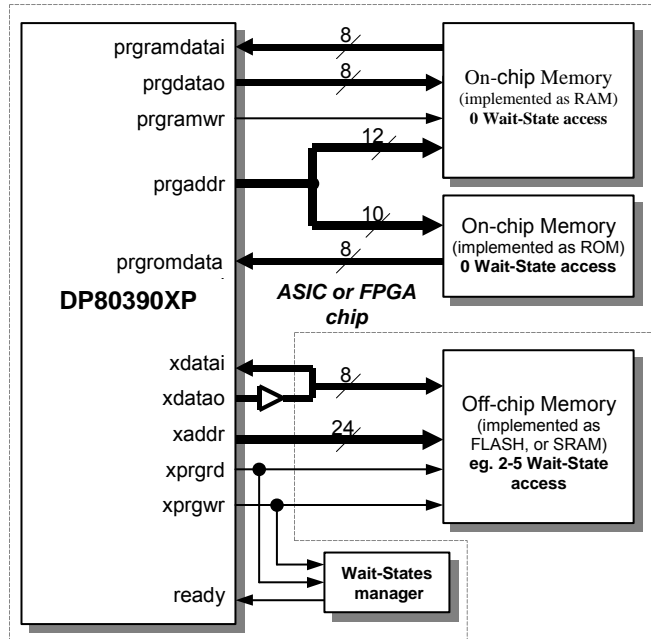 prgramdatai
prgdatao
prgramwr
prgaddr
prgromdata
DP80390XP
xdatai
xdatao
xaddr
xprgrd
xprgwr
ready
8
8
12
10
8
ASIC or FPGA
chip
8
24
On-chip Memory
(implemented as RAM)
0 Wait-State access
On-chip Memory
(implemented as ROM)
0 Wait-State access
Off-chip Memory
(implemented as
FLASH, or SRAM)
eg. 2-5 Wait-State
access
Wait-States
manager